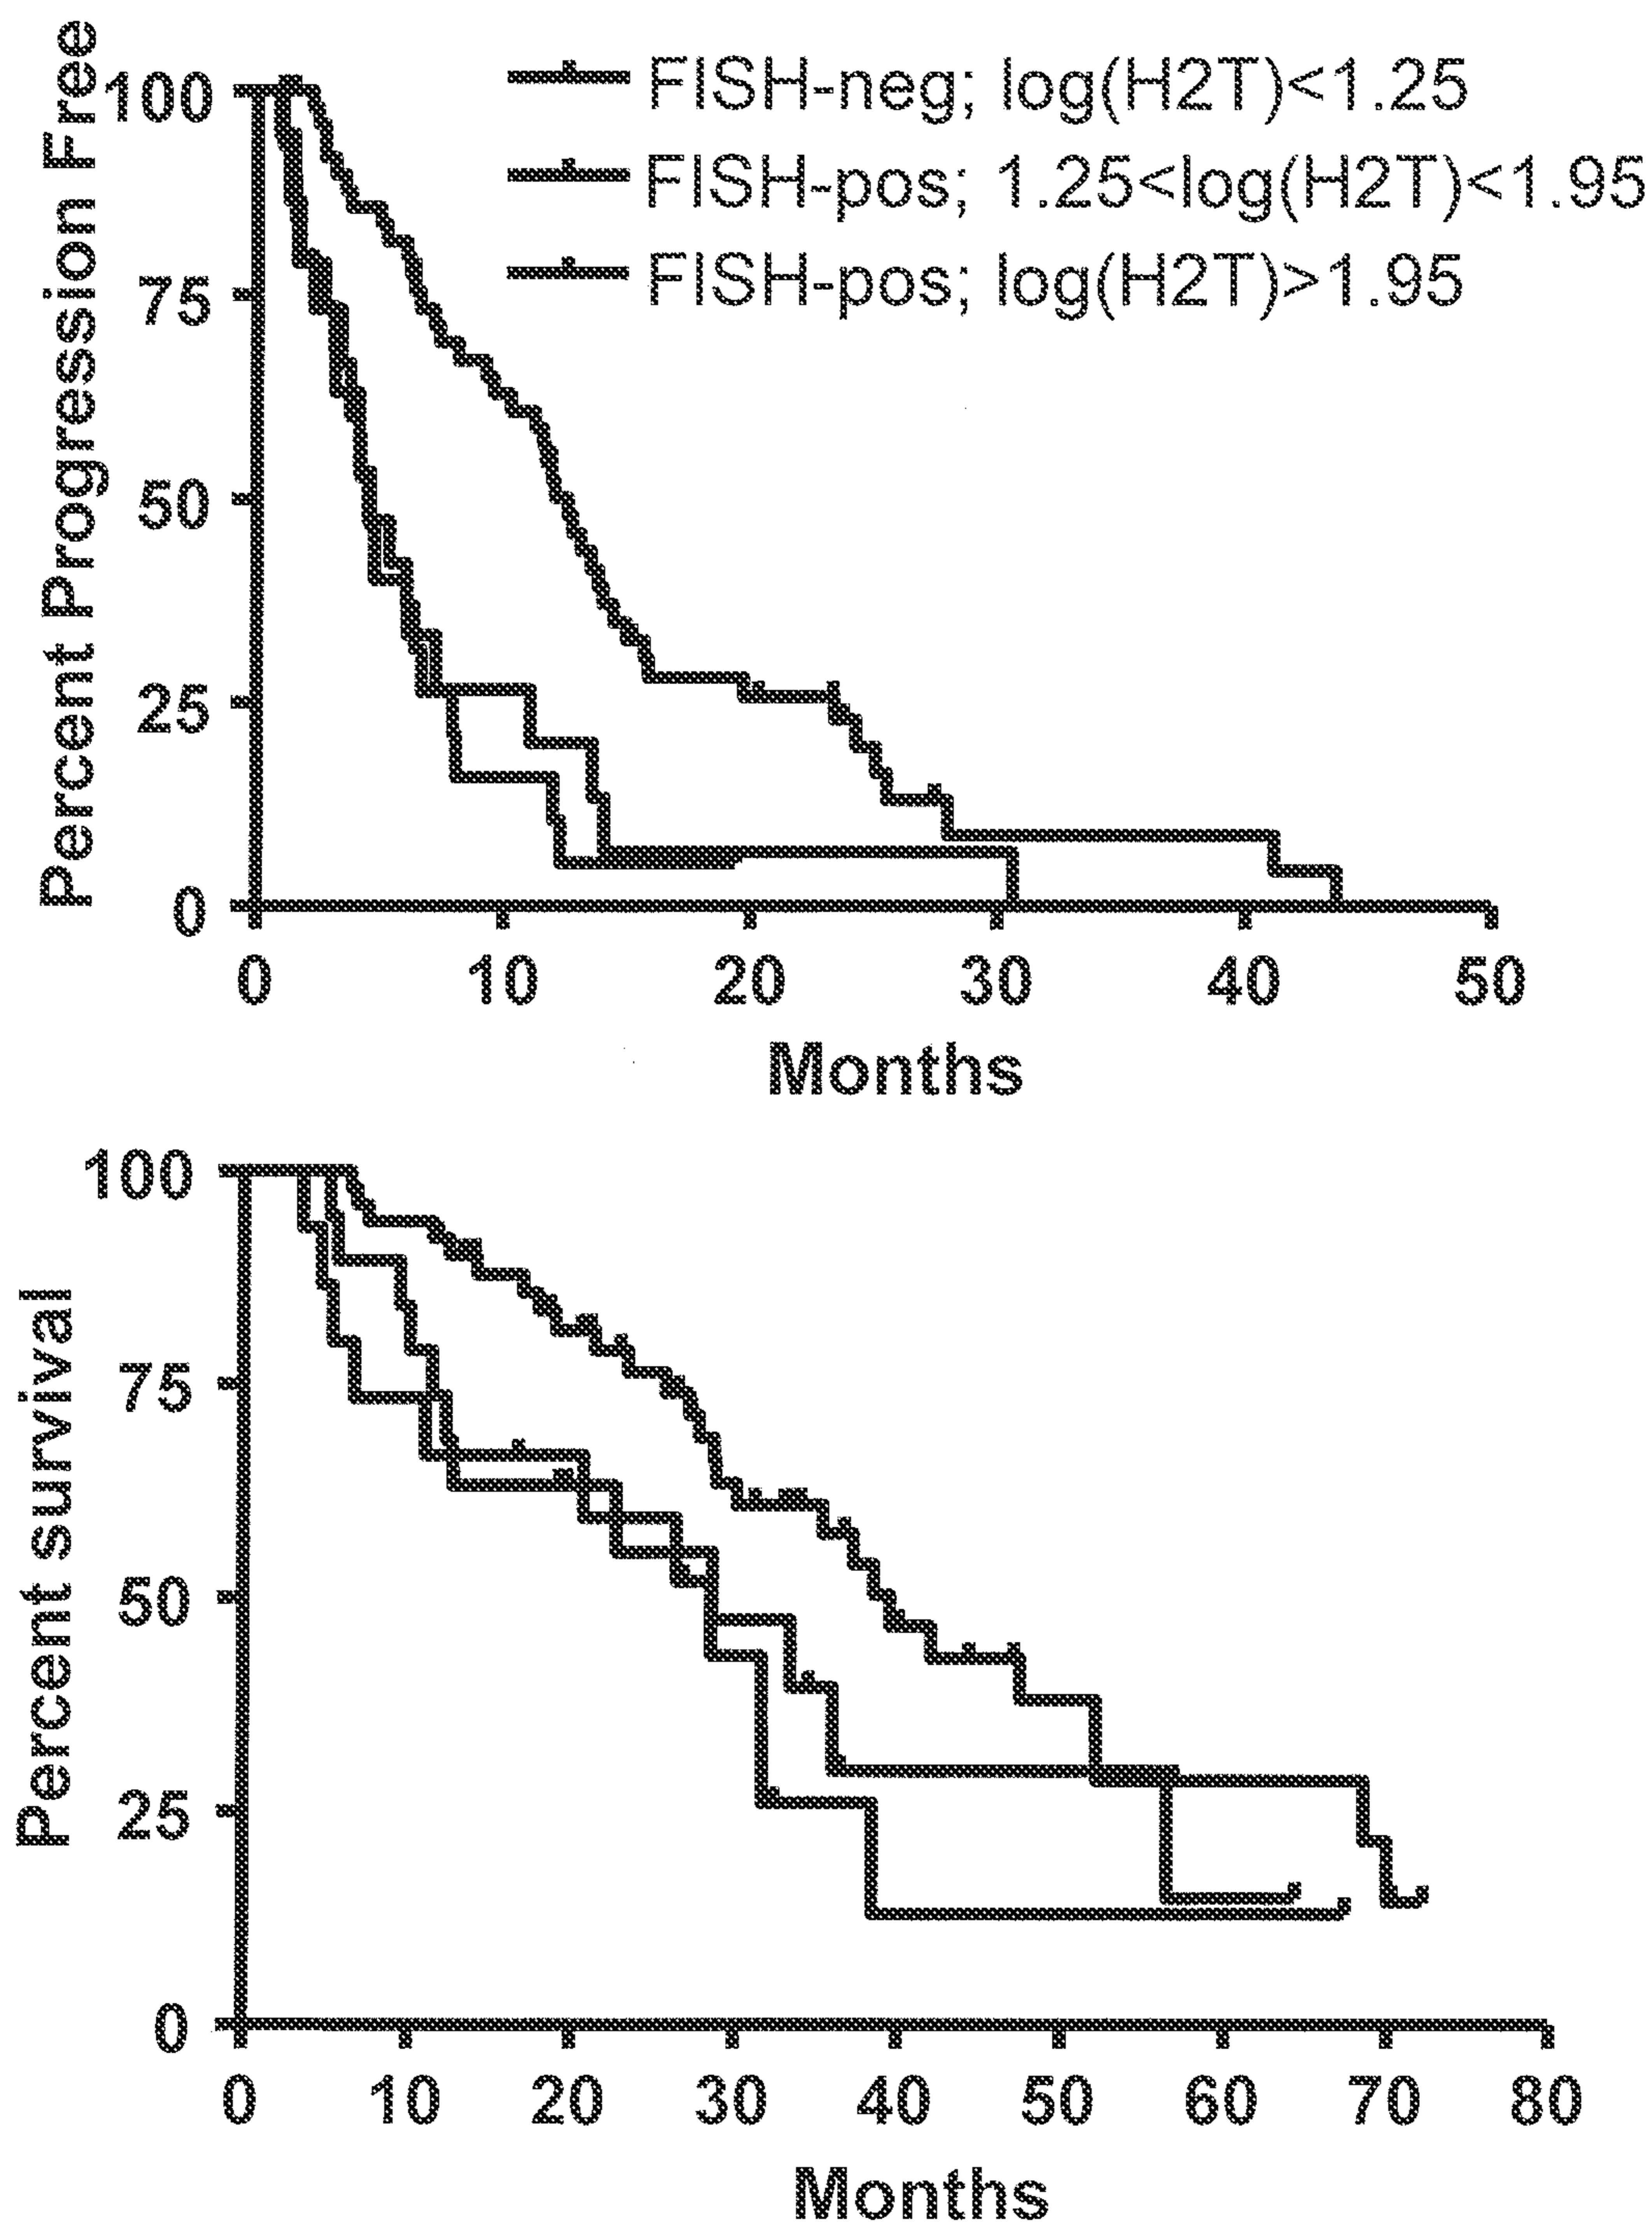 Percent Progression Free
100
75
50
25
0
FISH-neg; log(H2T)<1.25
FISH-pos; 1.25<log(H2T)<1.95
FISH-pos; log(H2T)>1.95
0 10 20 30 40 50
Months
Percent survival
100
75
50
25
0
0 10 20 30 40 50 60 70 80
Months